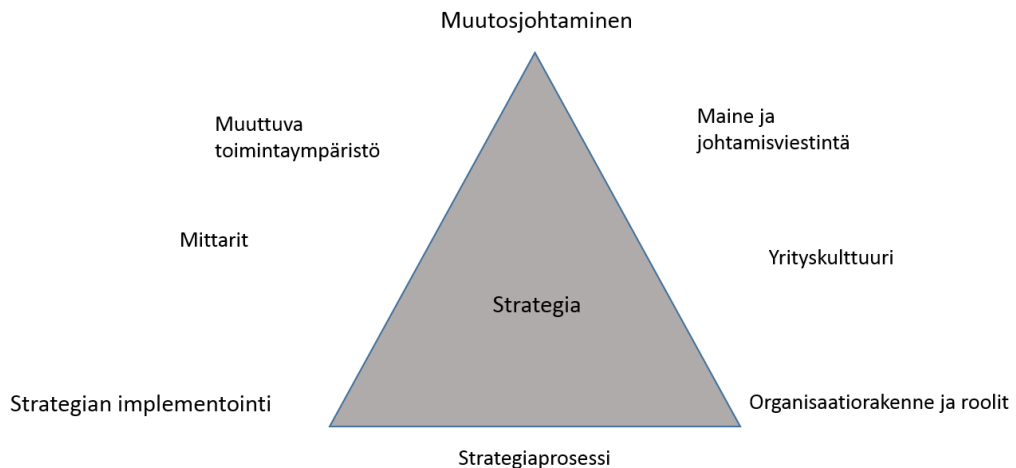 Muutosjohtaminen
Muuttuva
toimintaympäristö
Maine ja
johtamisviestintä
Mittarit
Yrityskulttuuri
Strategia
Strategian implementointi
Organisaatiorakenne ja roolit
Strategiaprosessi